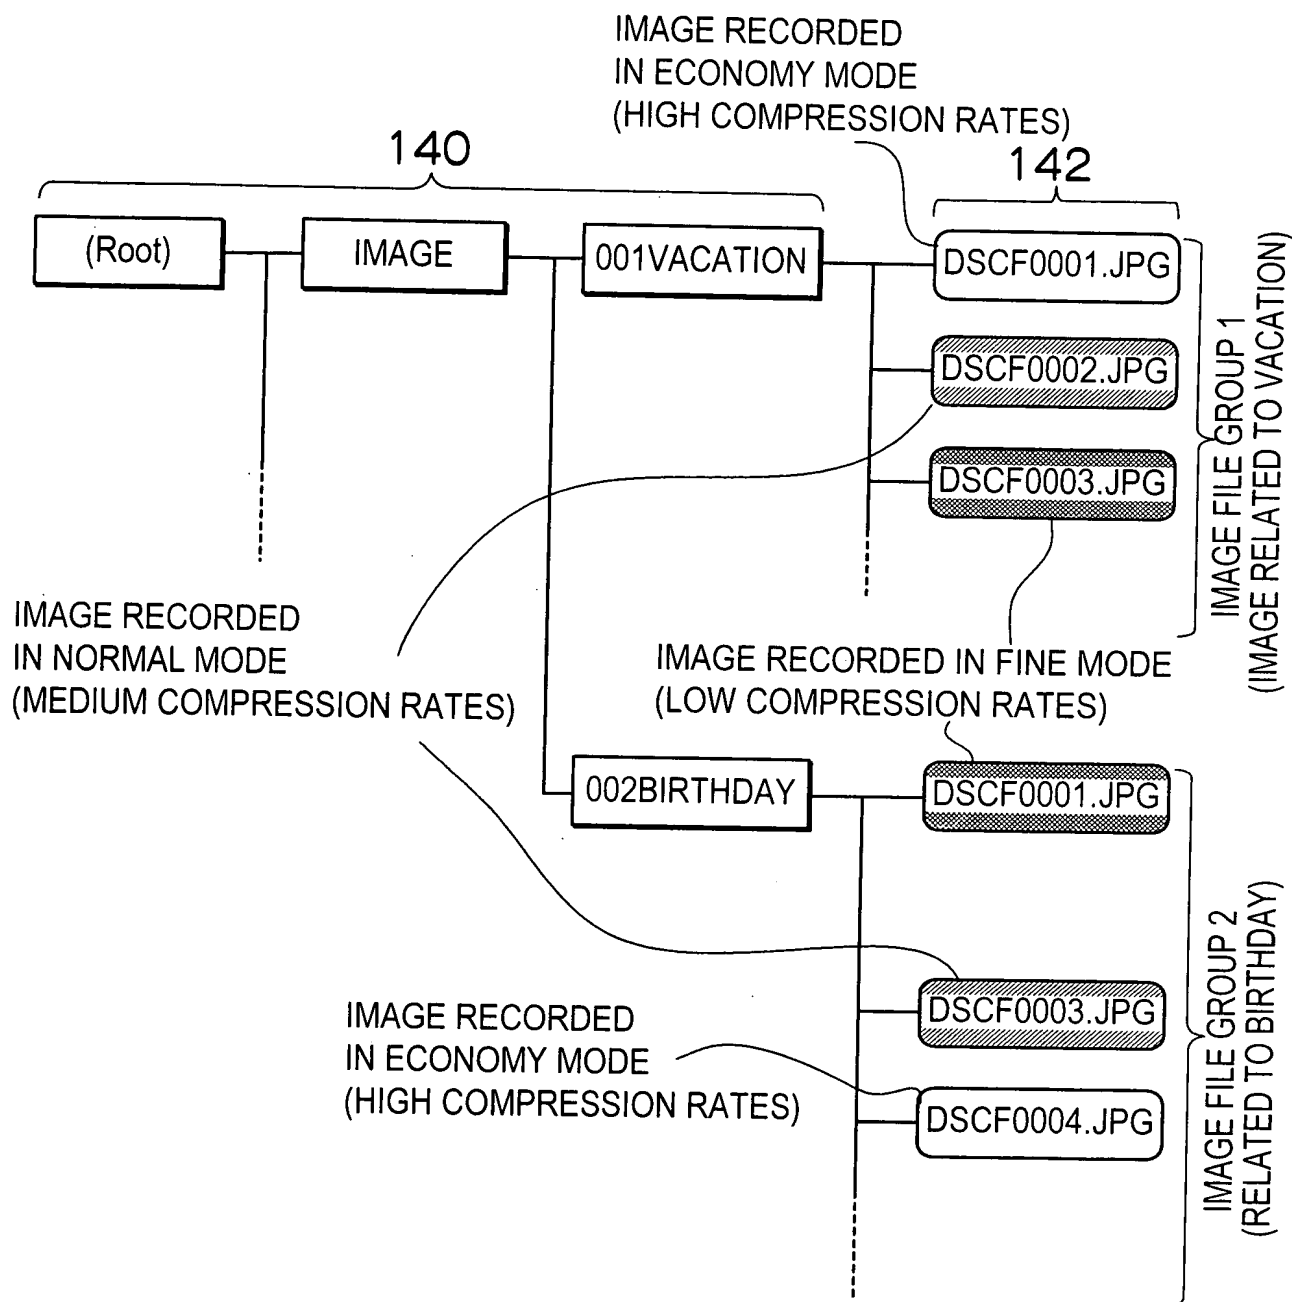 IMAGE RECORDED
IN ECONOMY MODE
(HIGH COMPRESSION RATES)
140
142
(Root)
IMAGE
001VACATION
DSCF0001.JPG
DSCF0002.JPG
DSCF0003.JPG
IMAGE FILE GROUP 1
(IMAGE RELATED TO VACATION)
IMAGE RECORDED
IN NORMAL MODE
(MEDIUM COMPRESSION RATES)
IMAGE RECORDED IN FINE MODE
(LOW COMPRESSION RATES)
002BIRTHDAY
DSCF0001.JPG
DSCF0003.JPG
DSCF0004.JPG
IMAGE FILE GROUP 2
(RELATED TO BIRTHDAY)
IMAGE RECORDED
IN ECONOMY MODE
(HIGH COMPRESSION RATES)